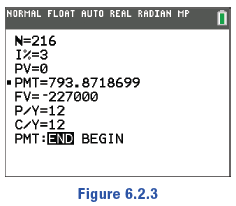 NORMAL FLOAT AUTO REAL RADIAN MP
N=216
I%=3
PV=0
▪PMT=793.8718699
FV=-227000
P/Y=12
C/Y=12
PMT:END BEGIN
Figure 6.2.3